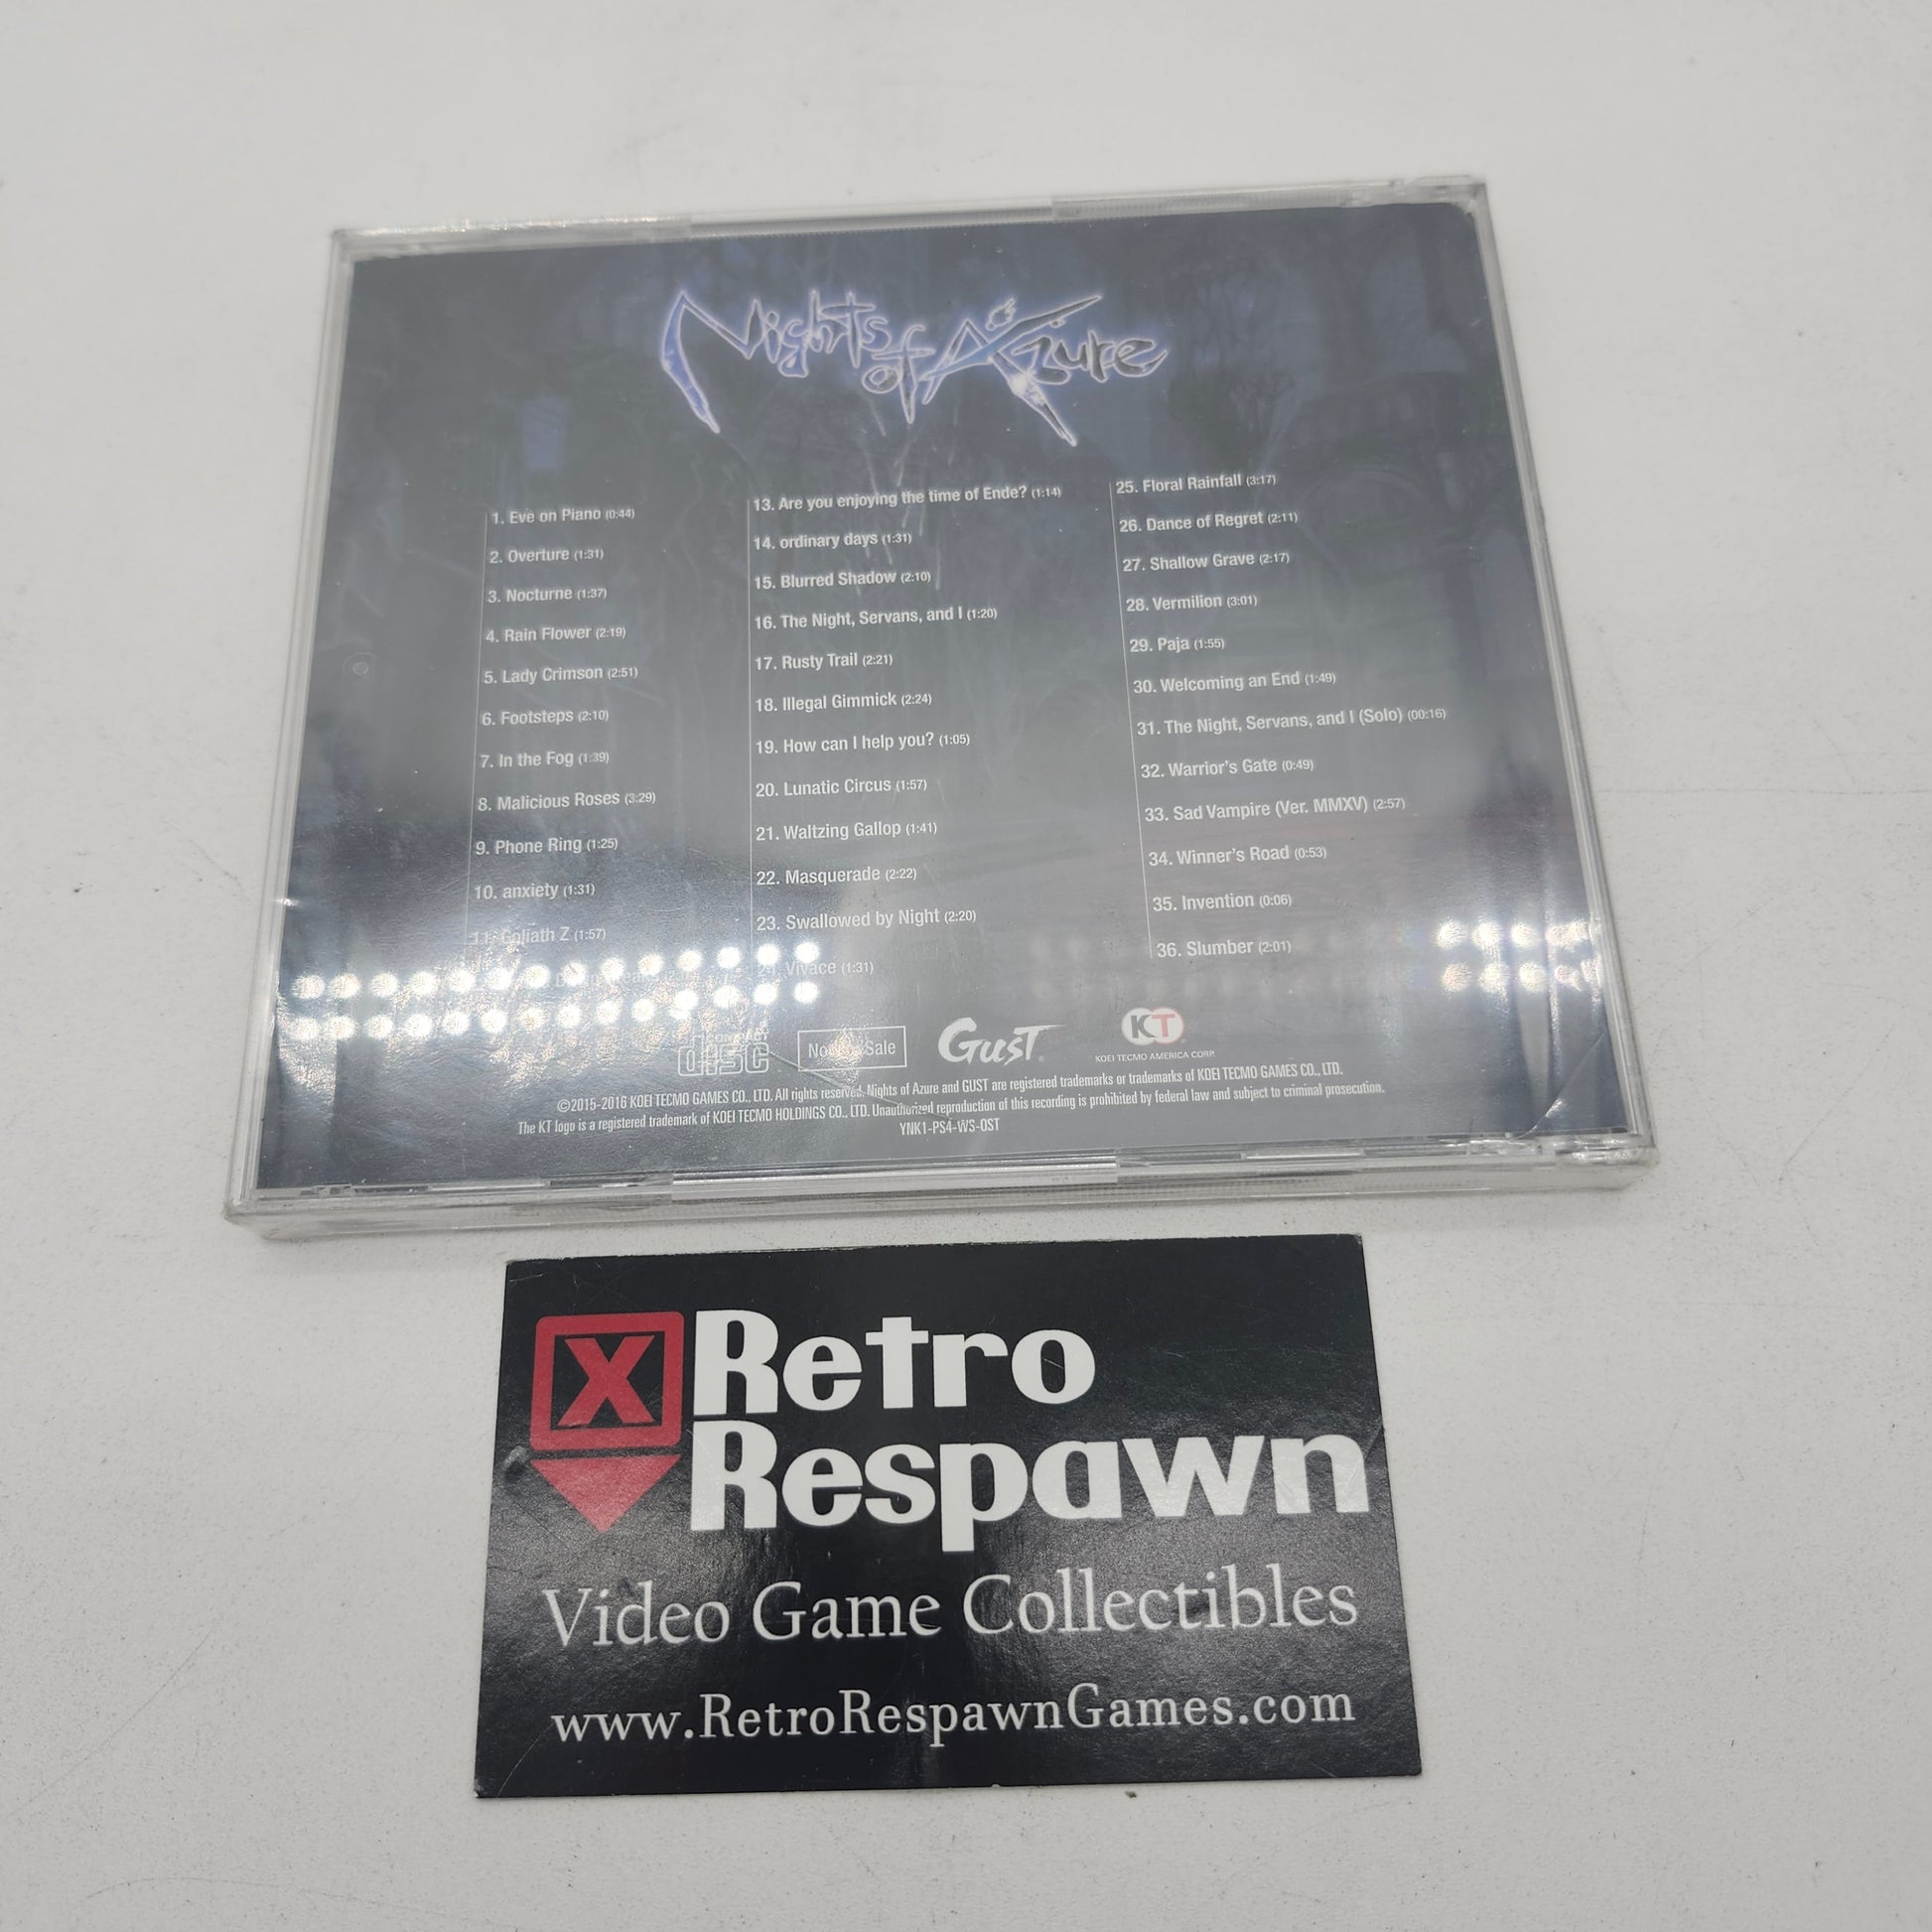 Nights of Azure
1. Eve on Piano (0:44)
2. Overture (1:31)
3. Nocturne (1:37)
4. Rain Flower (2:19)
5. Lady Crimson (2:51)
6. Footsteps (2:10)
7. In the Fog (1:39)
8. Malicious Roses (3:29)
9. Phone Ring (1:25)
10. anxiety (1:31)
11. Goliath Z (1:57)
13. Are you enjoying the time of Ende? (1:14)
14. ordinary days (1:31)
15. Blurred Shadow (2:10)
16. The Night, Servans, and I (1:20)
17. Rusty Trail (2:21)
18. Illegal Gimmick (2:24)
19. How can I help you? (1:05)
20. Lunatic Circus (1:57)
21. Waltzing Gallop (1:41)
22. Masquerade (2:22)
23. Swallowed by Night (2:20)
24. Vivace (1:31)
25. Floral Rainfall (3:17)
26. Dance of Regret (2:11)
27. Shallow Grave (2:17)
28. Vermilion (3:01)
29. Paja (1:55)
30. Welcoming an End (1:49)
31. The Night, Servans, and I (Solo) (00:16)
32. Warrior's Gate (0:49)
33. Sad Vampire (Ver. MMXV) (2:57)
34. Winner's Road (0:53)
35. Invention (0:06)
36. Slumber (2:01)
COMPACT
disc
Not for Sale
GUST
KT
KOEI TECMO AMERICA CORP.
©2015-2016 KOEI TECMO GAMES CO., LTD. All rights reserved. Nights of Azure and GUST are registered trademarks or trademarks of KOEI TECMO GAMES CO., LTD.
The KT logo is a registered trademark of KOEI TECMO HOLDINGS CO., LTD. Unauthorized reproduction of this recording is prohibited by federal law and subject to criminal prosecution.
YNK1-PS4-WS-OST
X
Retro
Respawn
Video Game Collectibles
www.RetroRespawnGames.com